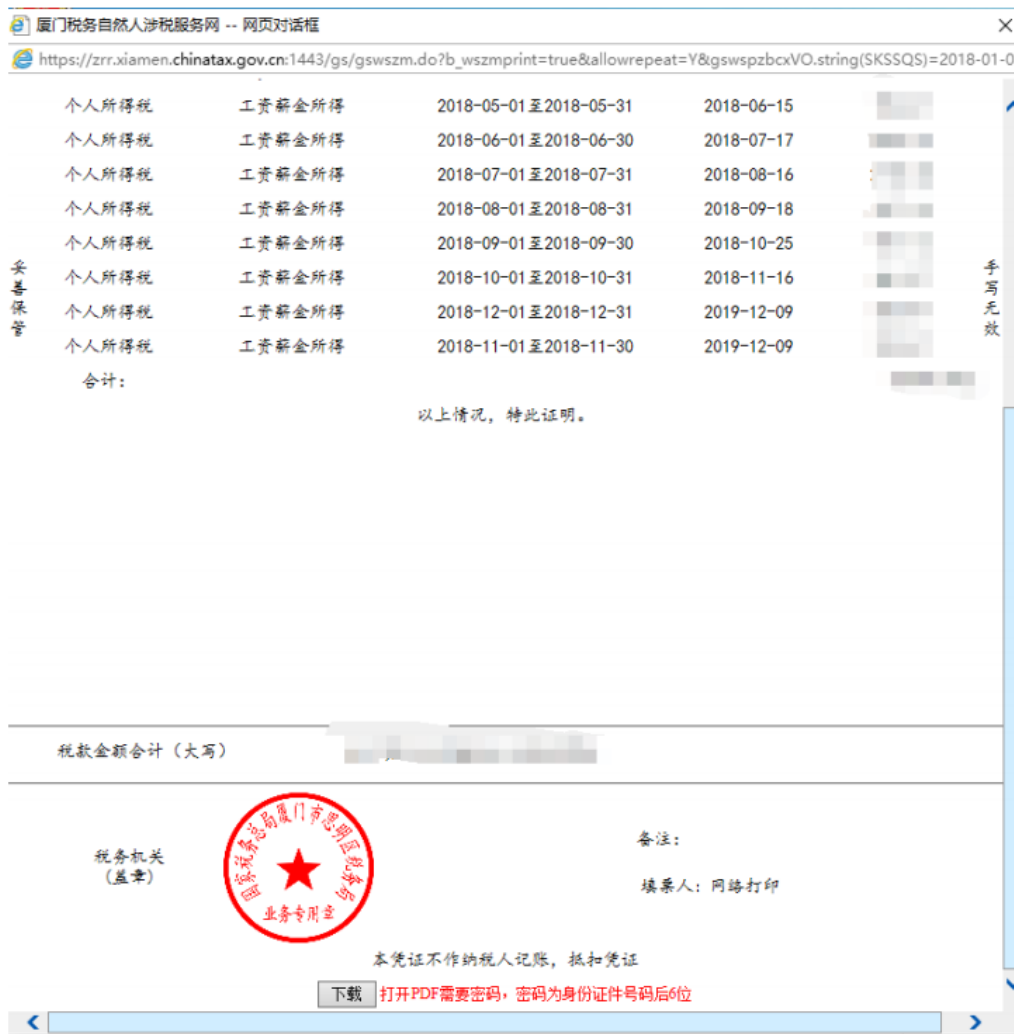 厦门税务自然人涉税服务网 -- 网页对话框
https://zrr.xiamen.chinatax.gov.cn:1443/gs/gswszm.do?b_wszmprint=true&allowrepeat=Y&gswspzbcxVO.string(SKSSQS)=2018-01-0
个人所得税 工资薪金所得 2018-05-01至2018-05-31 2018-06-15
个人所得税 工资薪金所得 2018-06-01至2018-06-30 2018-07-17
个人所得税 工资薪金所得 2018-07-01至2018-07-31 2018-08-16
个人所得税 工资薪金所得 2018-08-01至2018-08-31 2018-09-18
个人所得税 工资薪金所得 2018-09-01至2018-09-30 2018-10-25
个人所得税 工资薪金所得 2018-10-01至2018-10-31 2018-11-16
个人所得税 工资薪金所得 2018-12-01至2018-12-31 2019-12-09
个人所得税 工资薪金所得 2018-11-01至2018-11-30 2019-12-09
妥善保管
手写无效
合计：
以上情况，特此证明。
税款金额合计（大写）
税务机关
（盖章）
国家税务总局厦门市思明区税务局
业务专用章
备注：
填票人：网络打印
本凭证不作纳税人记账，抵扣凭证
下载 打开PDF需要密码，密码为身份证件号码后6位